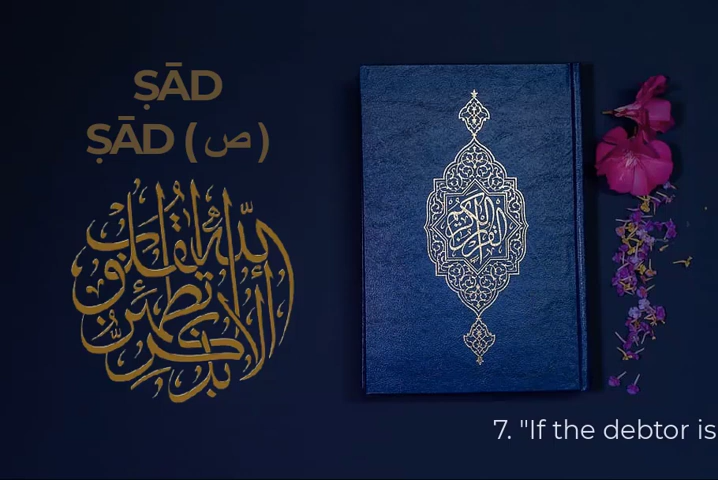 ṢĀD
ṢĀD (ص)
ألا بذكر الله تطمئن القلوب
القرآن الكريم
7. "If the debtor is